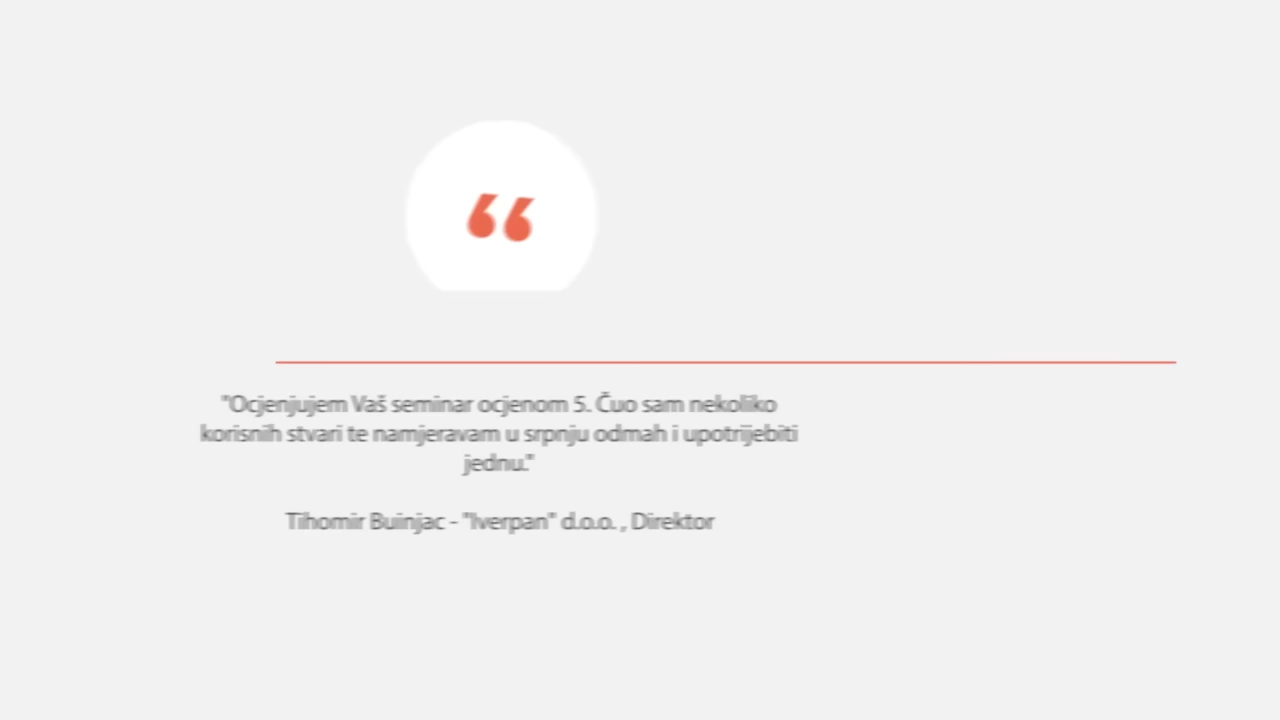 “
"Ocjenjujem Vaš seminar ocjenom 5. Čuo sam nekoliko
korisnih stvari te namjeravam u srpnju odmah i upotrijebiti
jednu."
Tihomir Buinjac - "Iverpan" d.o.o. , Direktor